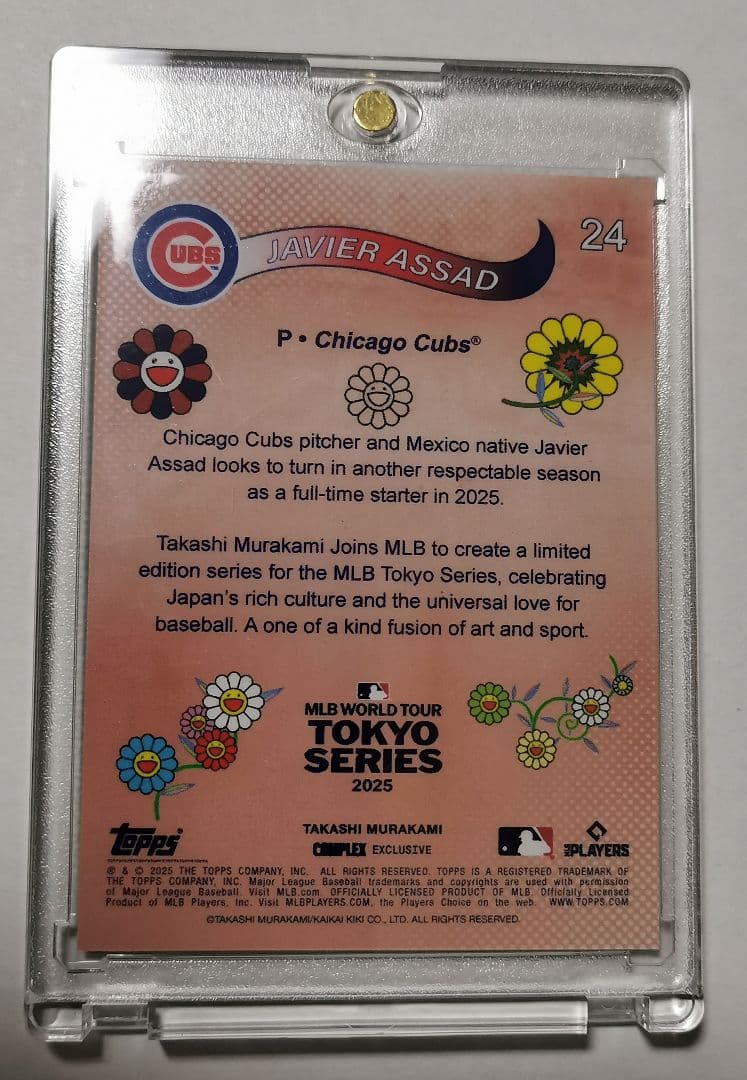 CUBS
TM
JAVIER ASSAD
24
P • Chicago Cubs®
Chicago Cubs pitcher and Mexico native Javier
Assad looks to turn in another respectable season
as a full-time starter in 2025.
Takashi Murakami Joins MLB to create a limited
edition series for the MLB Tokyo Series, celebrating
Japan's rich culture and the universal love for
baseball. A one of a kind fusion of art and sport.
MLB WORLD TOUR
TOKYO
SERIES
2025
topps®
TAKASHI MURAKAMI
COMPLEX EXCLUSIVE
MLB PLAYERS
® & © 2025 THE TOPPS COMPANY, INC. ALL RIGHTS RESERVED. TOPPS IS A REGISTERED TRADEMARK OF
THE TOPPS COMPANY, INC. Major League Baseball trademarks and copyrights are used with permission
of Major League Baseball. Visit MLB.com. OFFICIALLY LICENSED PRODUCT OF MLB. Officially Licensed
Product of MLB Players, Inc. Visit MLBPLAYERS.COM, the Players Choice on the web. WWW.TOPPS.COM
©TAKASHI MURAKAMI/KAIKAI KIKI CO., LTD. ALL RIGHTS RESERVED.